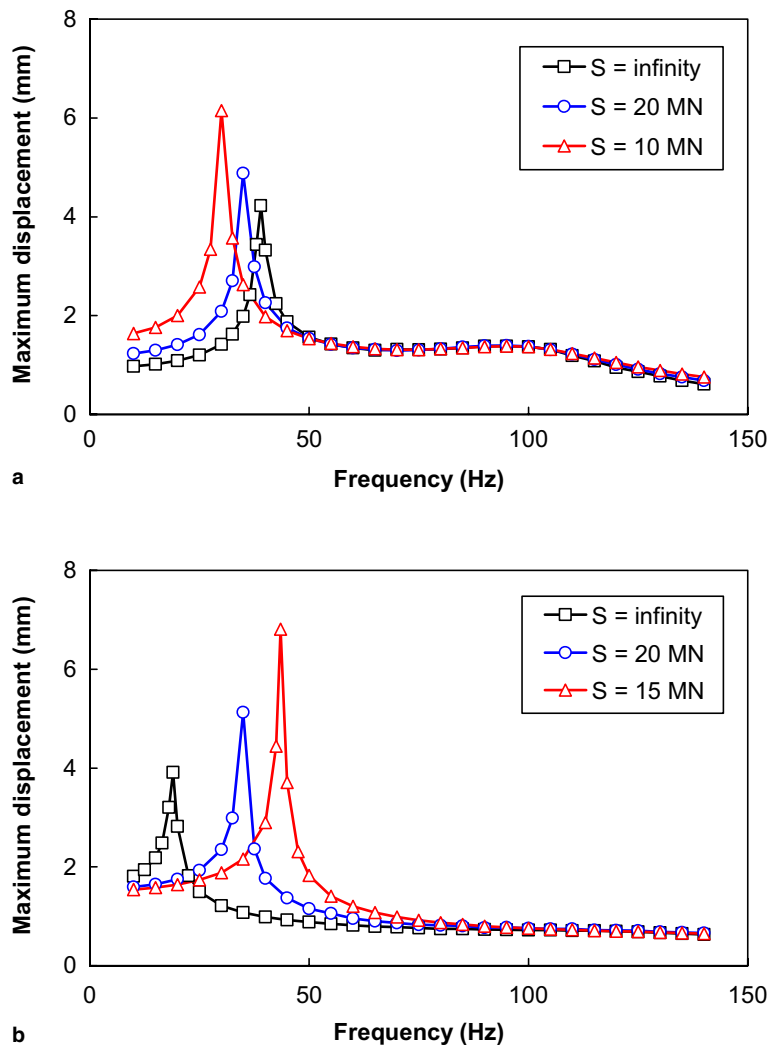 8
6
4
2
0
Maximum displacement (mm)
S = infinity
S = 20 MN
S = 10 MN
0 50 100 150
Frequency (Hz)
a
8
6
4
2
0
Maximum displacement (mm)
S = infinity
S = 20 MN
S = 15 MN
0 50 100 150
Frequency (Hz)
b